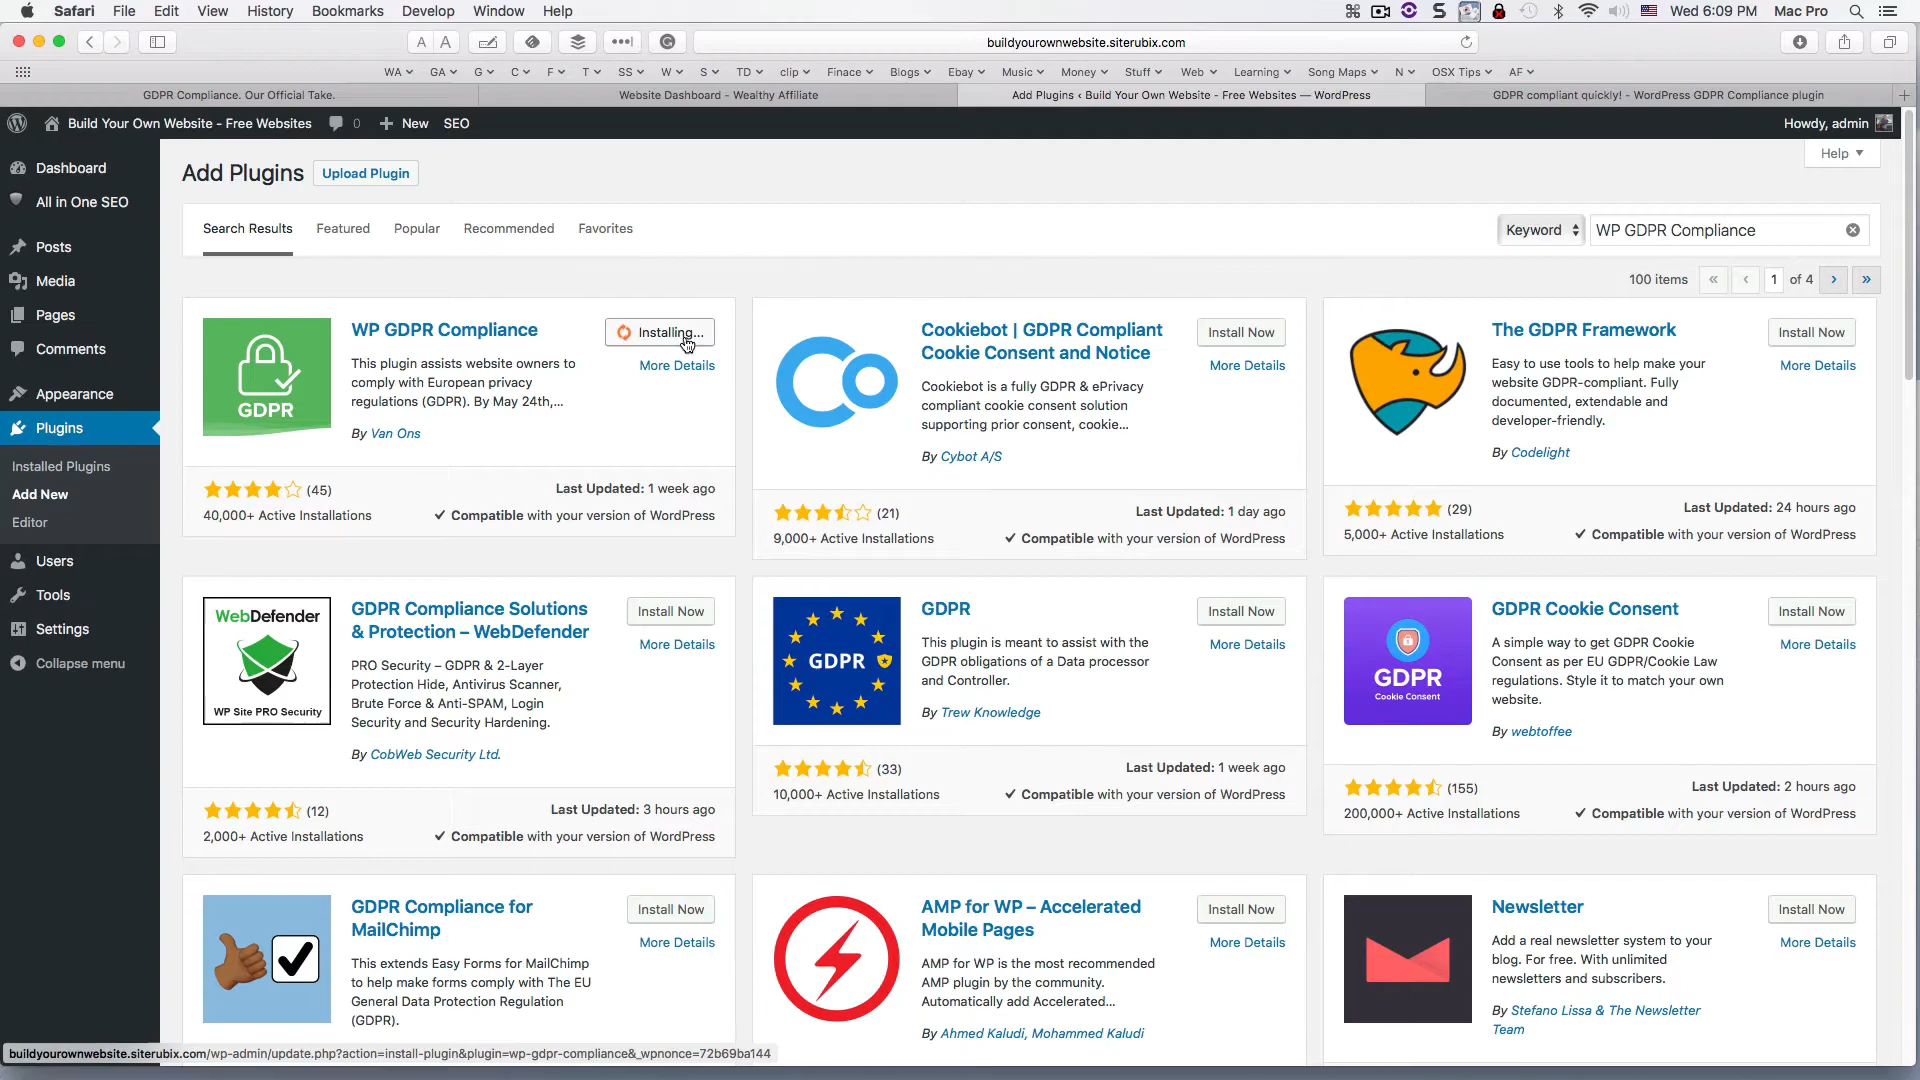 Safari File Edit View History Bookmarks Develop Window Help Wed 6:09 PM Mac Pro
A A buildyourownwebsite.siterubix.com
WA GA G C F T SS W S TD clip Finace Blogs Ebay Music Money Stuff Web Learning Song Maps N OSX Tips AF
GDPR Compliance. Our Official Take. Website Dashboard - Wealthy Affiliate Add Plugins ‹ Build Your Own Website - Free Websites — WordPress GDPR compliant quickly! - WordPress GDPR Compliance plugin
Build Your Own Website - Free Websites 0 + New SEO Howdy, admin
Help
Dashboard
All in One SEO
Posts
Media
Pages
Comments
Appearance
Plugins
Installed Plugins
Add New
Editor
Users
Tools
Settings
Collapse menu
Add Plugins Upload Plugin
Search Results Featured Popular Recommended Favorites Keyword WP GDPR Compliance
100 items « ‹ 1 of 4 › »
GDPR
WP GDPR Compliance
Installing...
More Details
This plugin assists website owners to
comply with European privacy
regulations (GDPR). By May 24th,...
By Van Ons
(45)
Last Updated: 1 week ago
40,000+ Active Installations
✓ Compatible with your version of WordPress
Cookiebot | GDPR Compliant
Cookie Consent and Notice
Install Now
More Details
Cookiebot is a fully GDPR & ePrivacy
compliant cookie consent solution
supporting prior consent, cookie...
By Cybot A/S
(21)
Last Updated: 1 day ago
9,000+ Active Installations
✓ Compatible with your version of WordPress
The GDPR Framework
Install Now
More Details
Easy to use tools to help make your
website GDPR-compliant. Fully
documented, extendable and
developer-friendly.
By Codelight
(29)
Last Updated: 24 hours ago
5,000+ Active Installations
✓ Compatible with your version of WordPress
WebDefender
WP Site PRO Security
GDPR Compliance Solutions
& Protection – WebDefender
Install Now
More Details
PRO Security – GDPR & 2-Layer
Protection Hide, Antivirus Scanner,
Brute Force & Anti-SPAM, Login
Security and Security Hardening.
By CobWeb Security Ltd.
(12)
Last Updated: 3 hours ago
2,000+ Active Installations
✓ Compatible with your version of WordPress
GDPR
GDPR
Install Now
More Details
This plugin is meant to assist with the
GDPR obligations of a Data processor
and Controller.
By Trew Knowledge
(33)
Last Updated: 1 week ago
10,000+ Active Installations
✓ Compatible with your version of WordPress
GDPR
Cookie Consent
GDPR Cookie Consent
Install Now
More Details
A simple way to get GDPR Cookie
Consent as per EU GDPR/Cookie Law
regulations. Style it to match your own
website.
By webtoffee
(155)
Last Updated: 2 hours ago
200,000+ Active Installations
✓ Compatible with your version of WordPress
GDPR Compliance for
MailChimp
Install Now
More Details
This extends Easy Forms for MailChimp
to help make forms comply with The EU
General Data Protection Regulation
(GDPR).
AMP for WP – Accelerated
Mobile Pages
Install Now
More Details
AMP for WP is the most recommended
AMP plugin by the community.
Automatically add Accelerated...
By Ahmed Kaludi, Mohammed Kaludi
Newsletter
Install Now
More Details
Add a real newsletter system to your
blog. For free. With unlimited
newsletters and subscribers.
By Stefano Lissa & The Newsletter
Team
buildyourownwebsite.siterubix.com/wp-admin/update.php?action=install-plugin&plugin=wp-gdpr-compliance&_wpnonce=72b69ba144